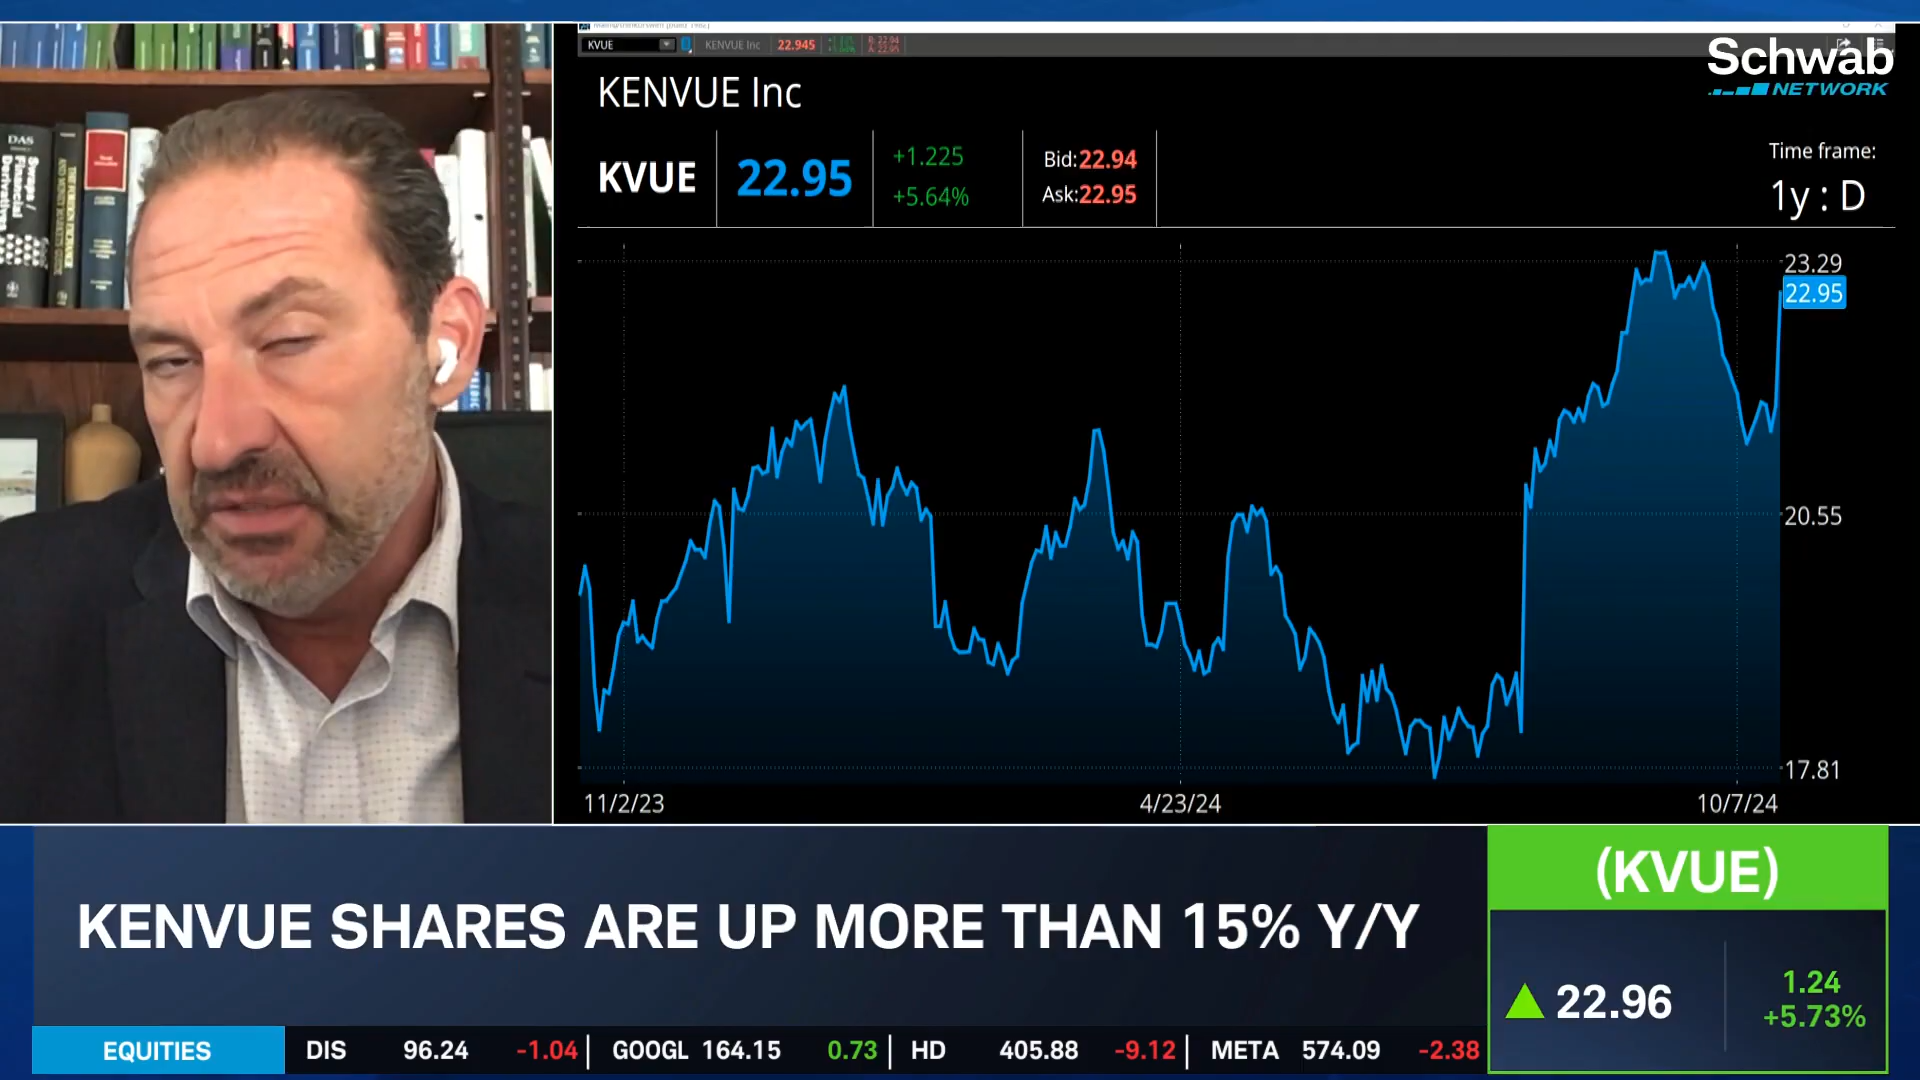 KVUE
KENVUE Inc
22.945
Schwab
NETWORK
KENVUE Inc
KVUE
22.95
+1.225
+5.64%
Bid:22.94
Ask:22.95
Time frame:
1y : D
23.29
22.95
20.55
17.81
11/2/23
4/23/24
10/7/24
DAS
Swaps /
Financial
Derivatives
KENVUE SHARES ARE UP MORE THAN 15% Y/Y
(KVUE)
22.96
1.24
+5.73%
EQUITIES
DIS 96.24 -1.04 GOOGL 164.15 0.73 HD 405.88 -9.12 META 574.09 -2.38